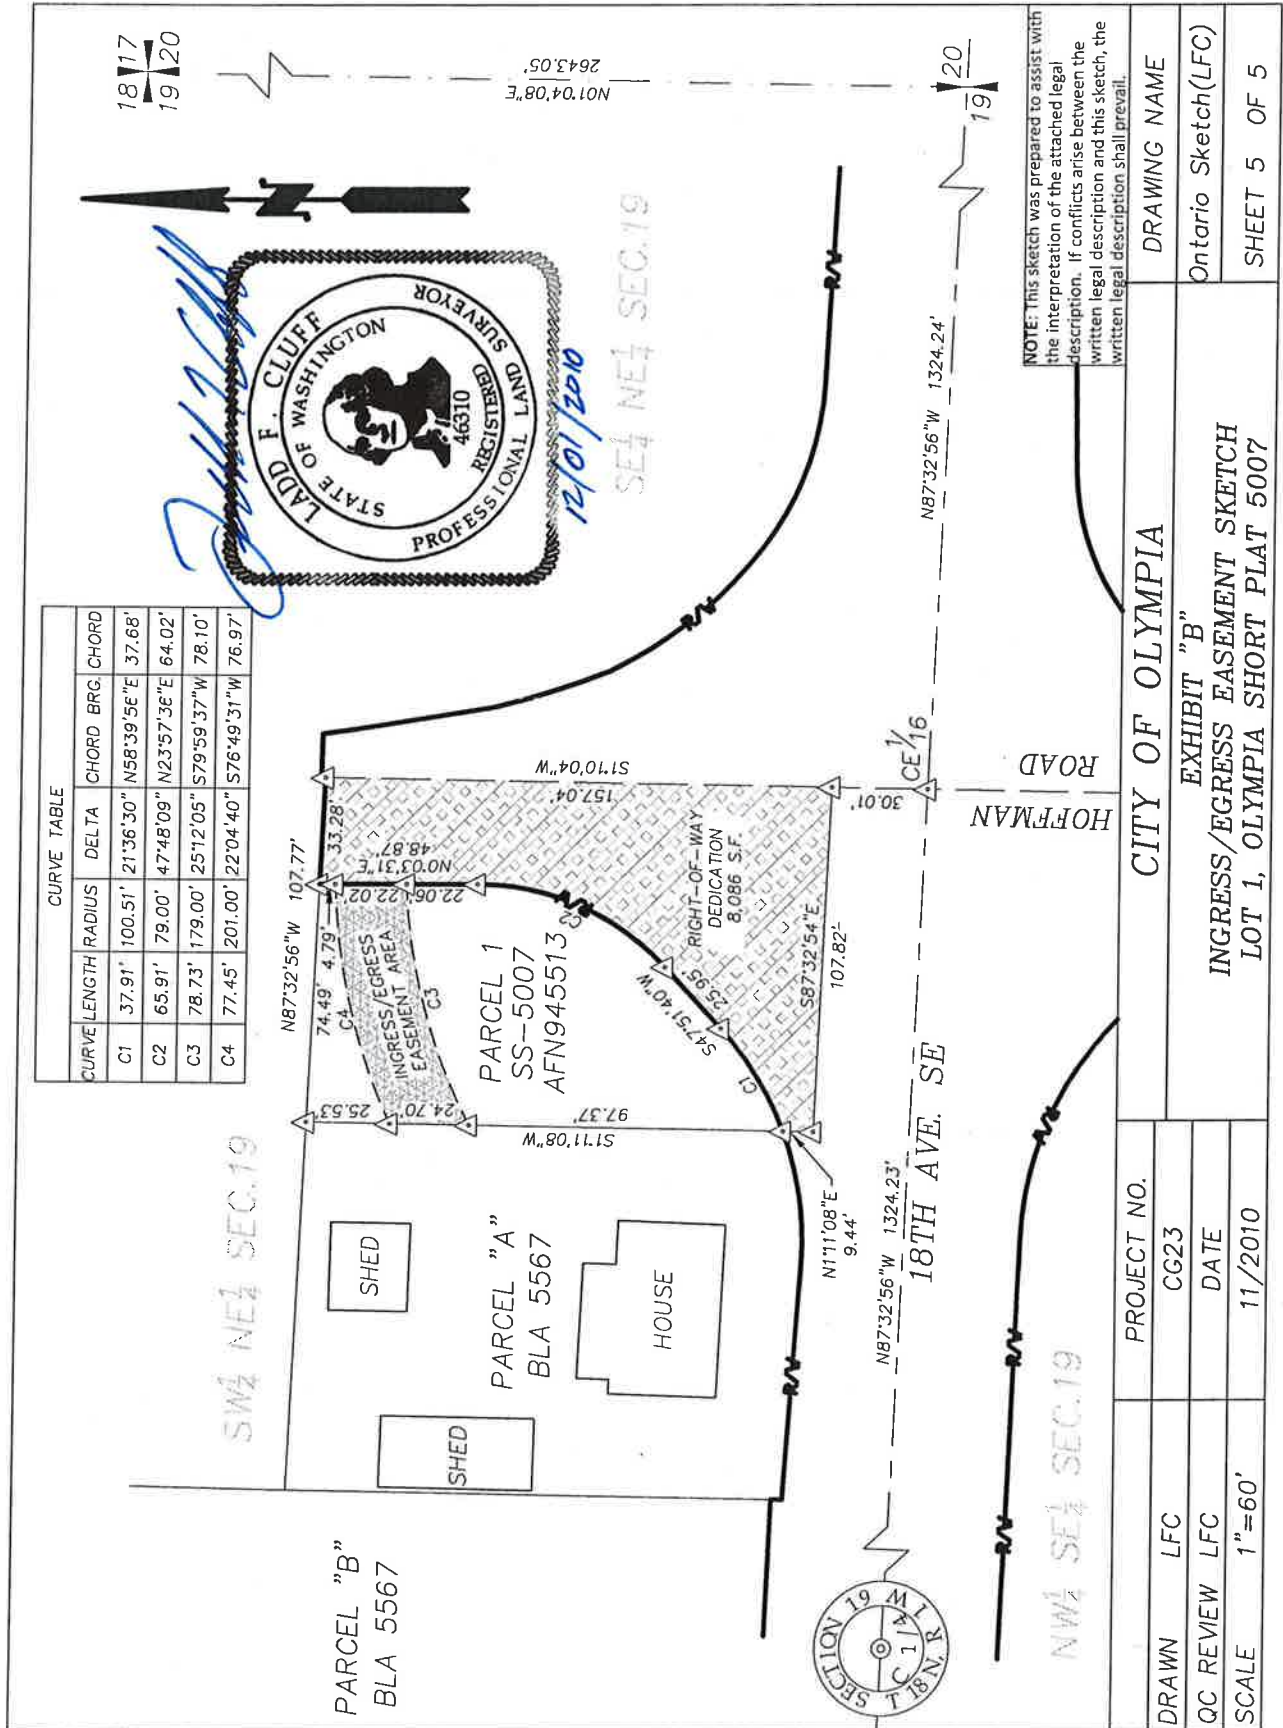 CURVE TABLE
CURVE LENGTH RADIUS DELTA CHORD BRG. CHORD
C1 37.91' 100.51' 21°36'30" N58°39'56"E 37.68'
C2 65.91' 79.00' 47°48'09" N23°57'36"E 64.02'
C3 78.73' 179.00' 25°12'05" S79°59'37"W 78.10'
C4 77.45' 201.00' 22°04'40" S76°49'31"W 76.97'
LADD F. CLUFF
STATE OF WASHINGTON
46310
REGISTERED
PROFESSIONAL LAND SURVEYOR
12/01/2010
N
18 17
19 20
N01°04'08"E
2643.05'
SW¼ NE¼ SEC.19
SE¼ NE¼ SEC.19
PARCEL "B"
BLA 5567
SHED
SHED
PARCEL "A"
BLA 5567
HOUSE
N87°32'56"W 107.77'
74.49' 4.79' 33.28'
C4
25.53'
24.70'
INGRESS/EGRESS
EASEMENT AREA
C3
22.02'
22.06'
N0°03'31"E
48.87'
S1°10'04"W
157.04'
PARCEL 1
SS-5007
AFN945513
S1°11'08"W
97.37'
C2
S47°51'40"W
25.95'
C1
RIGHT-OF-WAY
DEDICATION
8,086 S.F.
S87°32'54"E
107.82'
N1°11'08"E
9.44'
30.01'
CE 1/16
R/W
R/W
R/W
R/W
R/W
R/W
R/W
N87°32'56"W 1324.23'
N87°32'56"W 1324.24'
18TH AVE. SE
HOFFMAN
ROAD
19 20
SECTION 19
C 1/4
T 18 N, R 1 W
NW¼ SE¼ SEC.19
NOTE: This sketch was prepared to assist with
the interpretation of the attached legal
description. If conflicts arise between the
written legal description and this sketch, the
written legal description shall prevail.
DRAWN LFC
QC REVIEW LFC
SCALE 1"=60'
PROJECT NO.
CG23
DATE
11/2010
CITY OF OLYMPIA
EXHIBIT "B"
INGRESS/EGRESS EASEMENT SKETCH
LOT 1, OLYMPIA SHORT PLAT 5007
DRAWING NAME
Ontario Sketch(LFC)
SHEET 5 OF 5